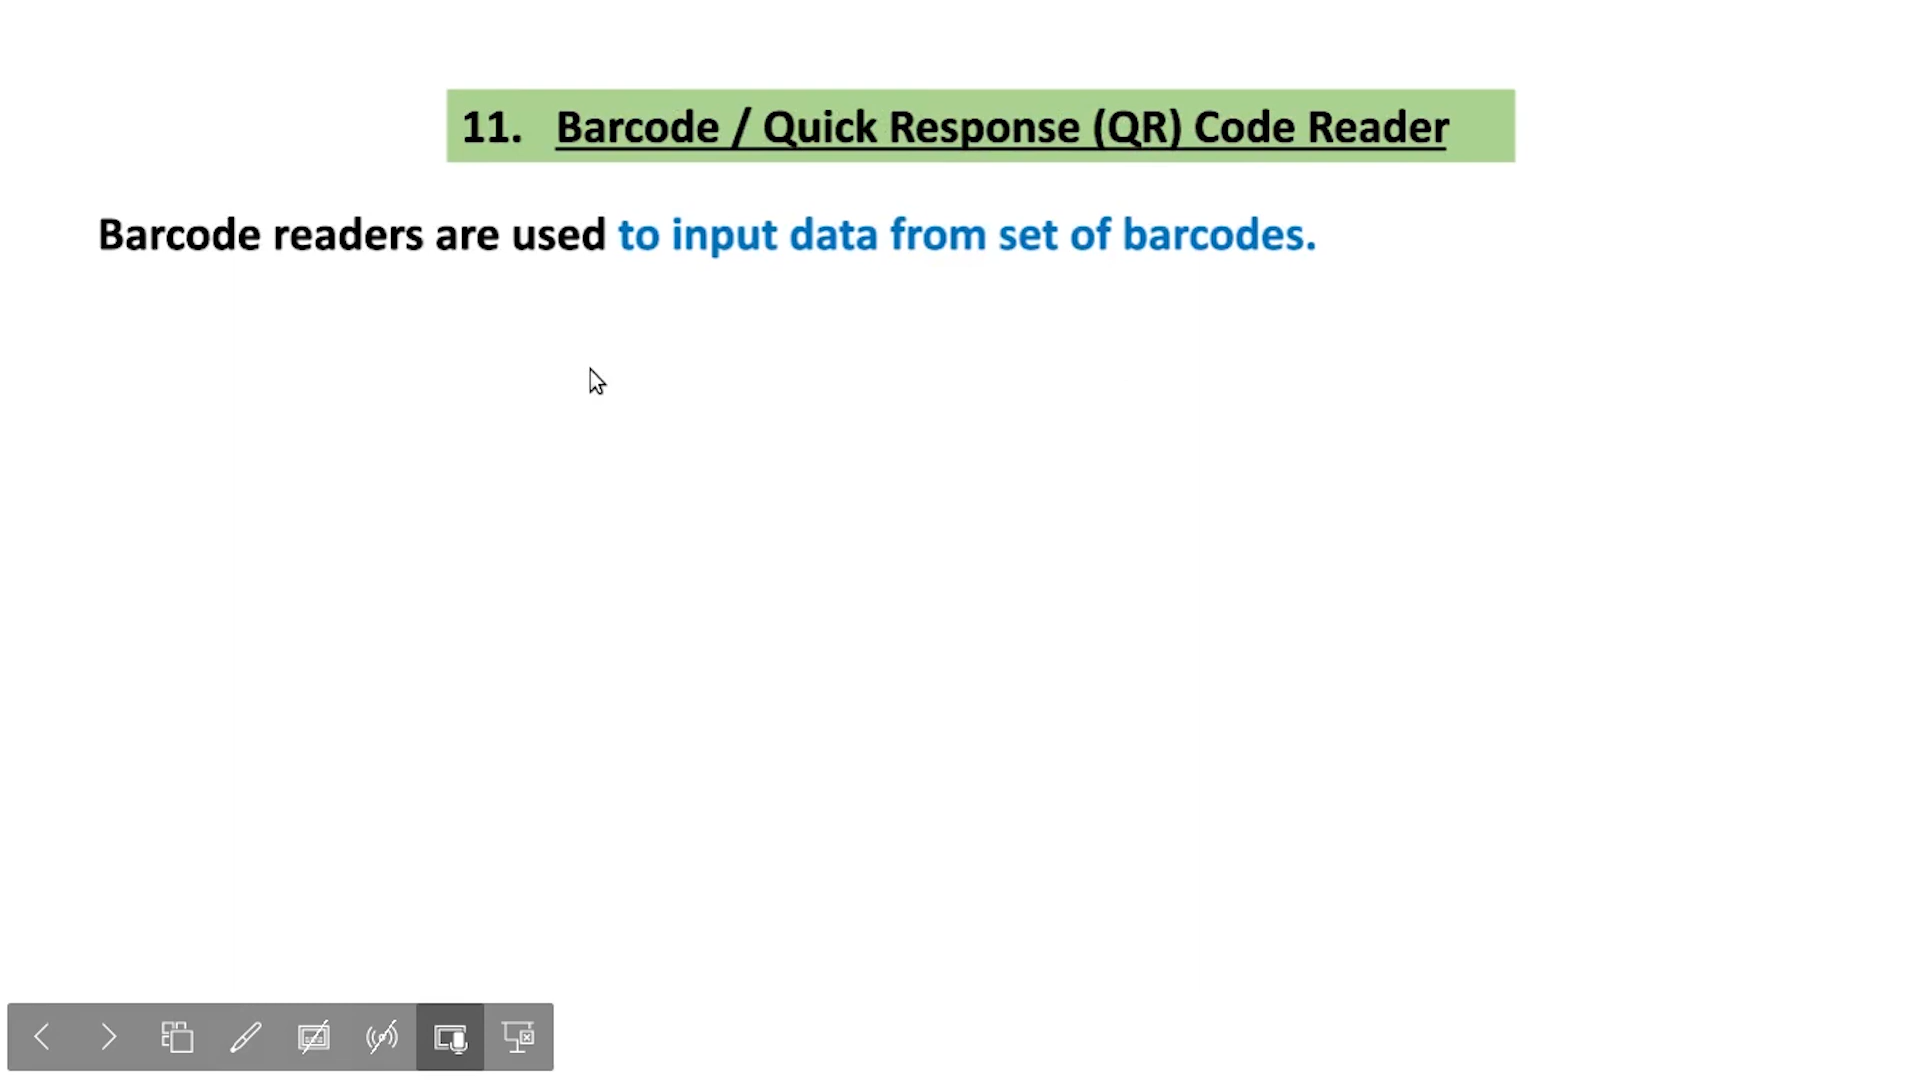 11. Barcode / Quick Response (QR) Code Reader
Barcode readers are used to input data from set of barcodes.